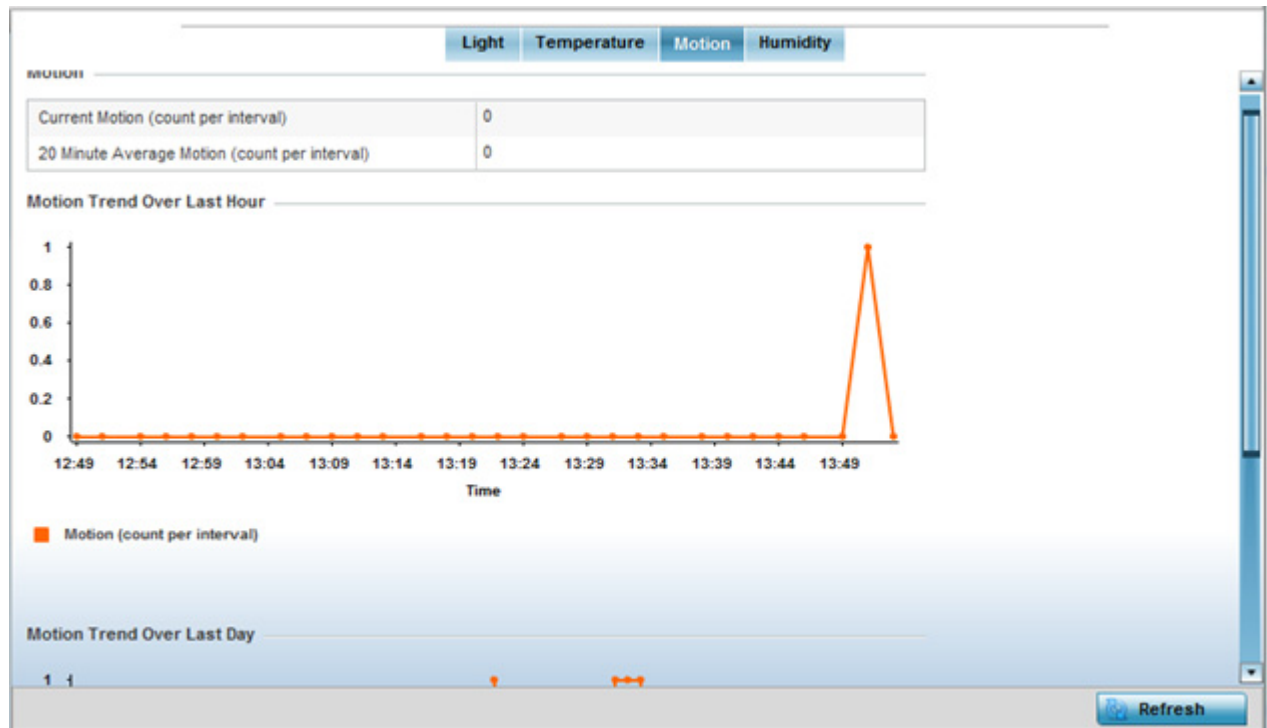 Light Temperature Motion Humidity
Motion
Current Motion (count per interval) 0
20 Minute Average Motion (count per interval) 0
Motion Trend Over Last Hour
1
0.8
0.6
0.4
0.2
0
12:49 12:54 12:59 13:04 13:09 13:14 13:19 13:24 13:29 13:34 13:39 13:44 13:49
Time
Motion (count per interval)
Motion Trend Over Last Day
1
Refresh